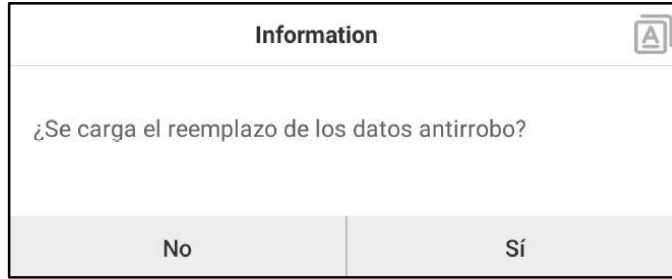 Information
A
¿Se carga el reemplazo de los datos antirrobo?
No
Sí